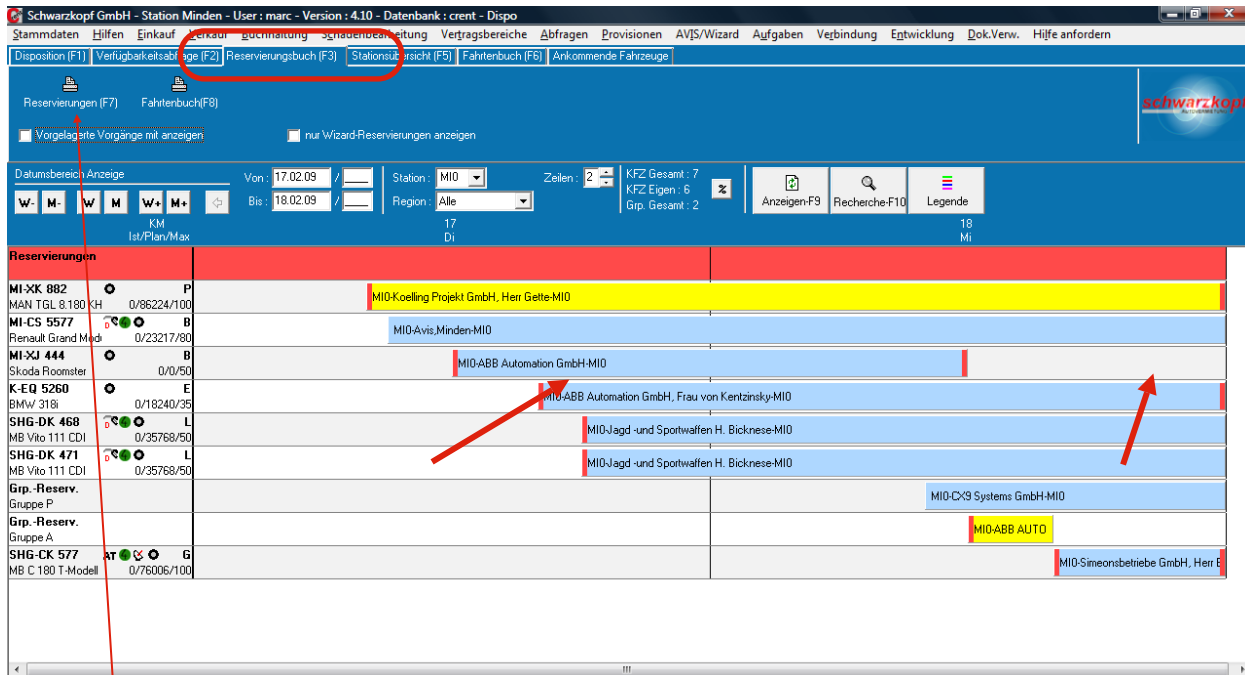 Schwarzkopf GmbH - Station Minden - User : marc - Version : 4.10 - Datenbank : crent - Dispo
Stammdaten Hilfen Einkauf Verkauf Buchhaltung Schadenbearbeitung Vertragsbereiche Abfragen Provisionen AVIS/Wizard Aufgaben Verbindung Entwicklung Dok.Verw. Hilfe anfordern
Disposition (F1) Verfügbarkeitsabfrage (F2) Reservierungsbuch (F3) Stationsübersicht (F5) Fahrtenbuch (F6) Ankommende Fahrzeuge
Reservierungen (F7) Fahrtenbuch(F8)
schwarzkopf
Vorgelagerte Vorgänge mit anzeigen nur Wizard-Reservierungen anzeigen
Datumsbereich Anzeige Von : 17.02.09 / Station : MI0 Zeilen : 2 KFZ Gesamt : 7
KFZ Eigen : 6
W- M- W M W+ M+ Bis : 18.02.09 / Region : Alle Grp. Gesamt : 2 % Anzeigen-F9 Recherche-F10 Legende
KM 17 18
Ist/Plan/Max Di Mi
Reservierungen
MI-XK 882 P
MAN TGL 8.180 KH 0/86224/100 MI0-Koelling Projekt GmbH, Herr Gette-MI0
MI-CS 5577 B
Renault Grand Mod 0/23217/80 MI0-Avis,Minden-MI0
MI-XJ 444 B
Skoda Roomster 0/0/50 MI0-ABB Automation GmbH-MI0
K-EQ 5260 E
BMW 318i 0/18240/35 MI0-ABB Automation GmbH, Frau von Kentzinsky-MI0
SHG-DK 468 D L
MB Vito 111 CDI 0/35768/50 MI0-Jagd -und Sportwaffen H. Bicknese-MI0
SHG-DK 471 D L
MB Vito 111 CDI 0/35768/50 MI0-Jagd -und Sportwaffen H. Bicknese-MI0
Grp.-Reserv.
Gruppe P MI0-CX9 Systems GmbH-MI0
Grp.-Reserv.
Gruppe A MI0-ABB AUTO
SHG-CK 577 AT G
MB C 180 T-Modell 0/76006/100 MI0-Simeonsbetriebe GmbH, Herr